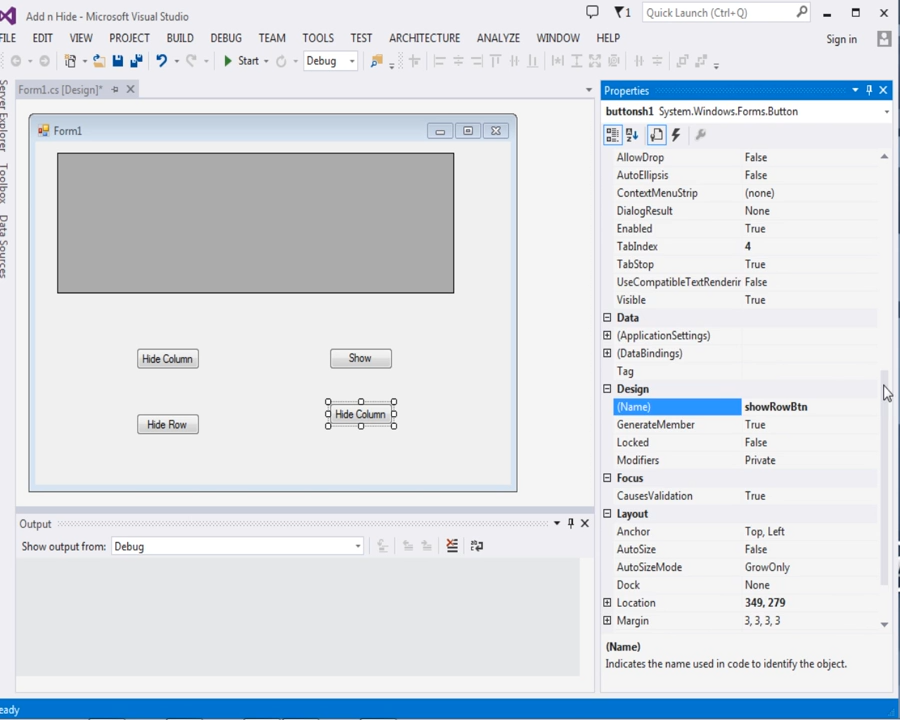 Add n Hide - Microsoft Visual Studio
1
Quick Launch (Ctrl+Q)
FILE EDIT VIEW PROJECT BUILD DEBUG TEAM TOOLS TEST ARCHITECTURE ANALYZE WINDOW HELP
Sign in
Start
Debug
Server Explorer
Toolbox
Data Sources
Form1.cs [Design]*
Form1
Hide Column
Show
Hide Column
Hide Row
Output
Show output from: Debug
Properties
buttonsh1 System.Windows.Forms.Button
AllowDrop False
AutoEllipsis False
ContextMenuStrip (none)
DialogResult None
Enabled True
TabIndex 4
TabStop True
UseCompatibleTextRenderir False
Visible True
Data
(ApplicationSettings)
(DataBindings)
Tag
Design
(Name) showRowBtn
GenerateMember True
Locked False
Modifiers Private
Focus
CausesValidation True
Layout
Anchor Top, Left
AutoSize False
AutoSizeMode GrowOnly
Dock None
Location 349, 279
Margin 3, 3, 3, 3
(Name)
Indicates the name used in code to identify the object.
eady